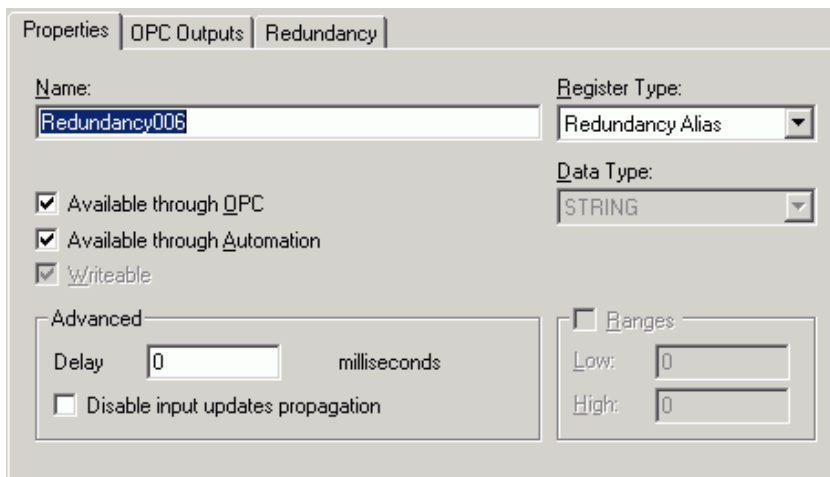 Properties OPC Outputs Redundancy
Name: Register Type:
Redundancy006 Redundancy Alias
Data Type:
Available through OPC STRING
Available through Automation
Writeable
Advanced Ranges
Delay 0 milliseconds Low: 0
Disable input updates propagation High: 0